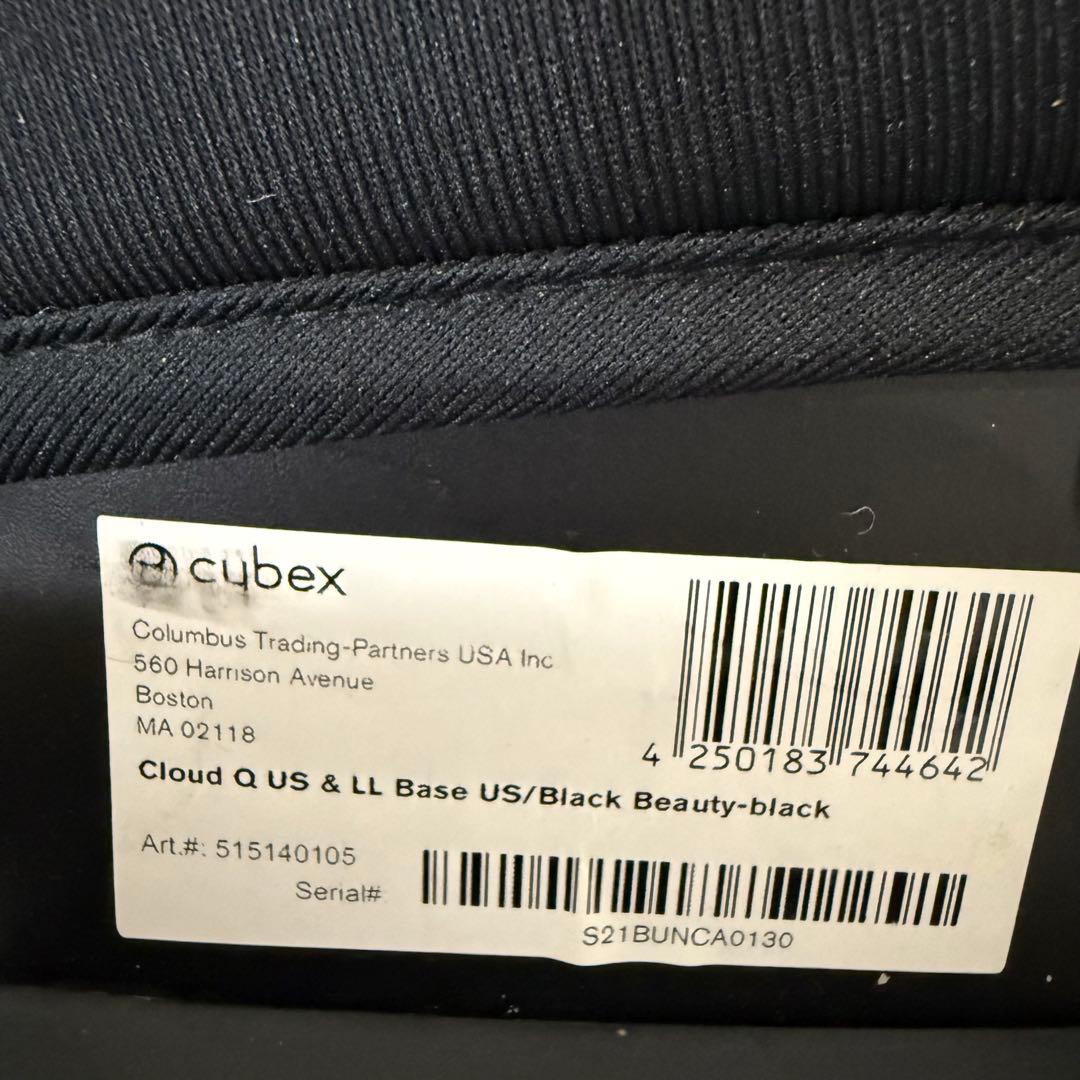 cybex
Columbus Trading-Partners USA Inc
560 Harrison Avenue
Boston
MA 02118
4 250183 744642
Cloud Q US & LL Base US/Black Beauty-black
Art.#: 515140105
Serial#
S21BUNCA0130